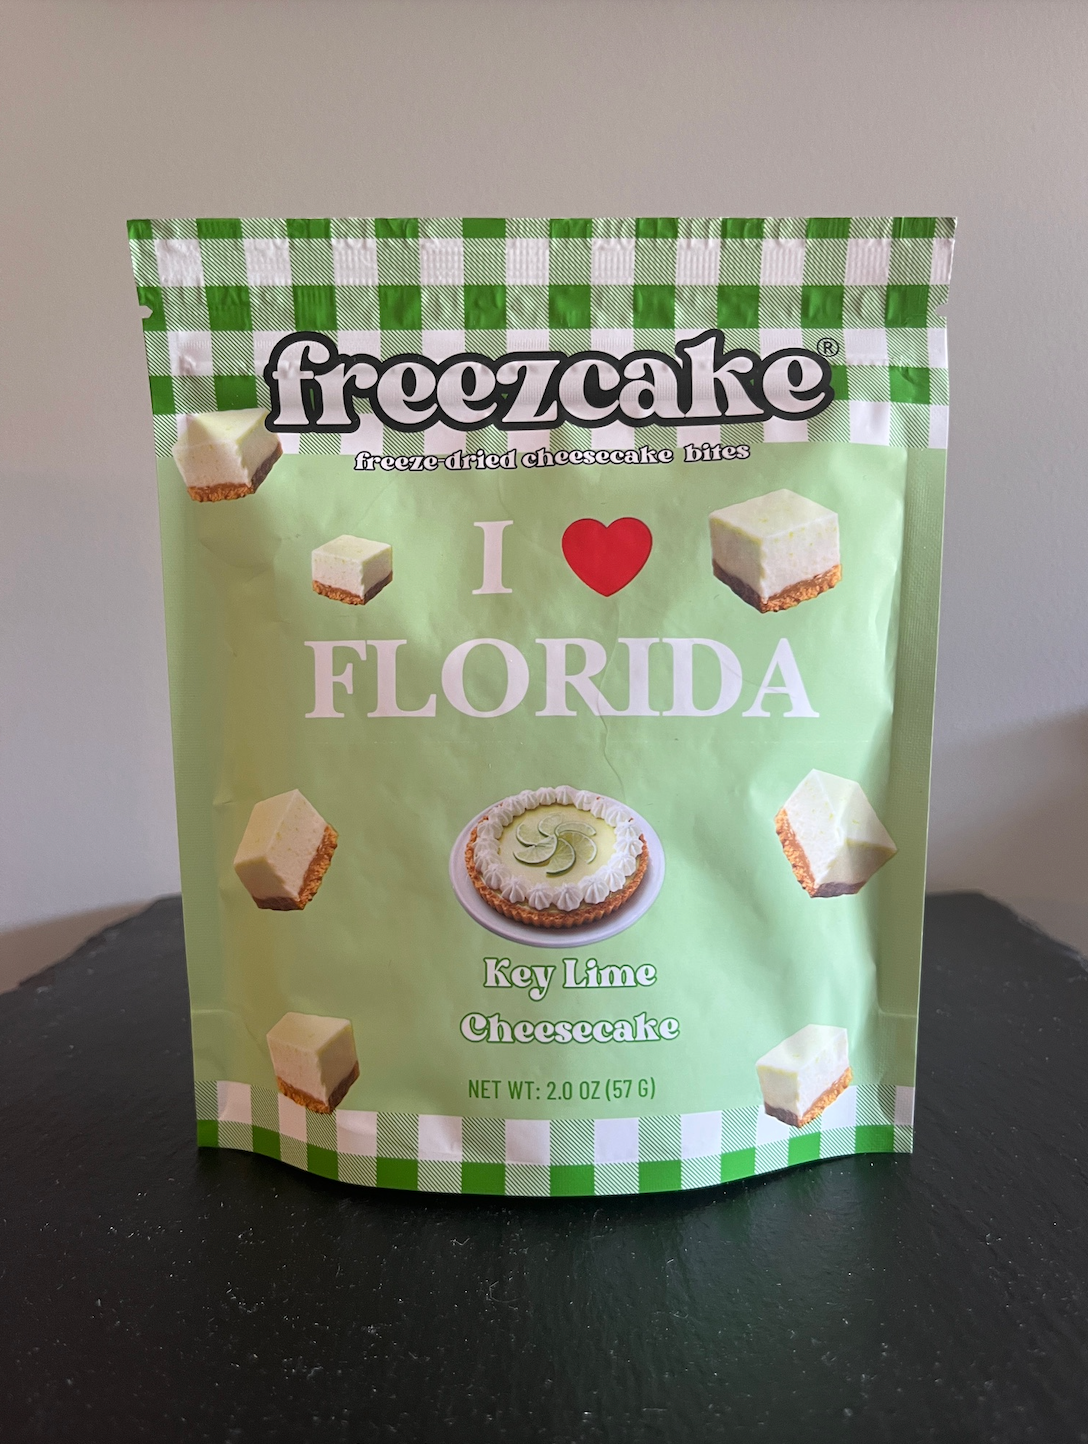 freezcake®
freeze-dried cheesecake bites
I ❤
FLORIDA
Key Lime
Cheesecake
NET WT: 2.0 OZ (57 G)